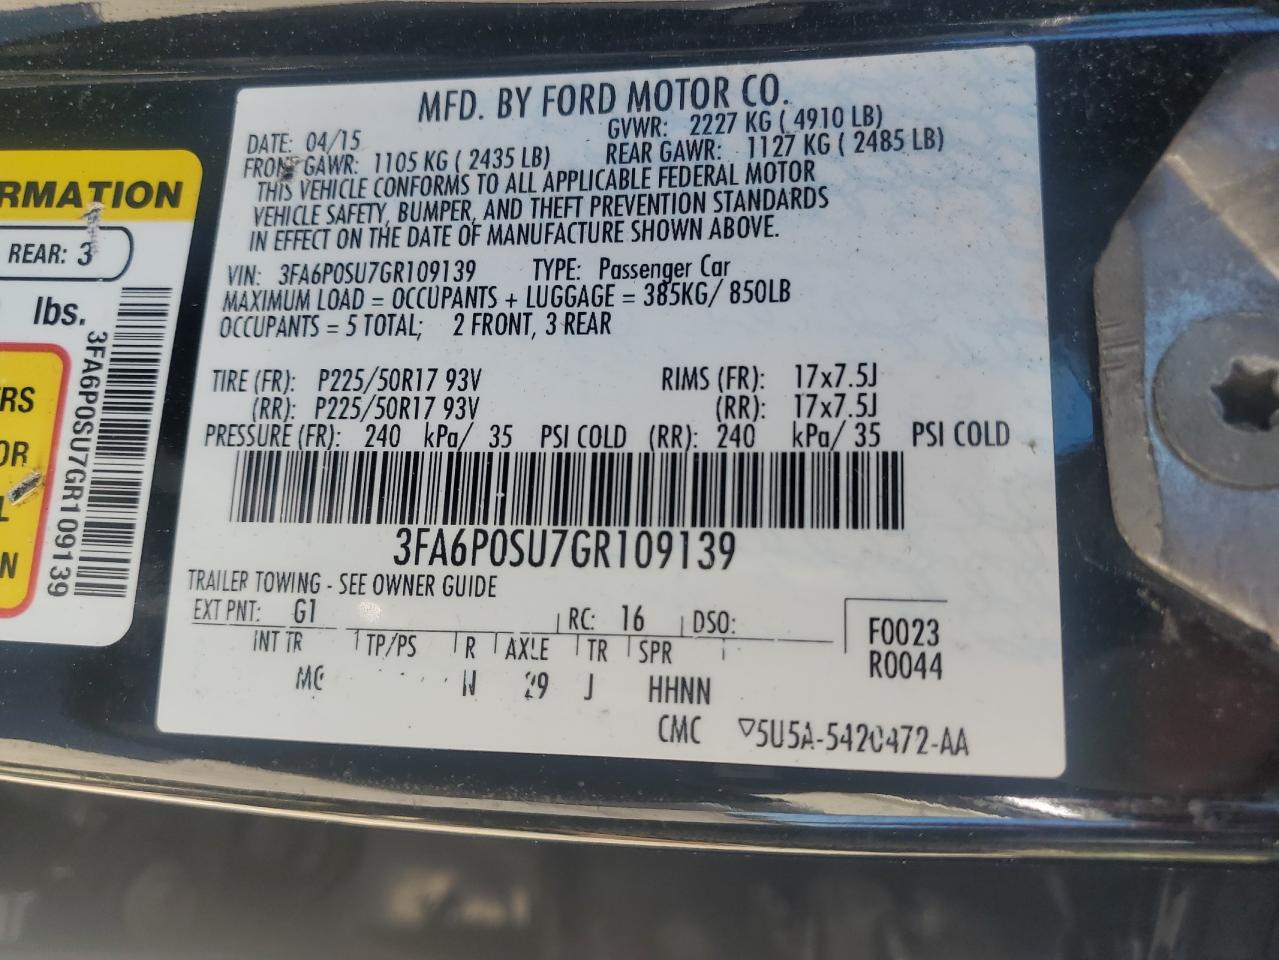 MFD. BY FORD MOTOR CO.
DATE: 04/15 GVWR: 2227 KG ( 4910 LB)
FRONT GAWR: 1105 KG ( 2435 LB) REAR GAWR: 1127 KG ( 2485 LB)
THIS VEHICLE CONFORMS TO ALL APPLICABLE FEDERAL MOTOR
VEHICLE SAFETY, BUMPER, AND THEFT PREVENTION STANDARDS
IN EFFECT ON THE DATE OF MANUFACTURE SHOWN ABOVE.
VIN: 3FA6P0SU7GR109139 TYPE: Passenger Car
MAXIMUM LOAD = OCCUPANTS + LUGGAGE = 385KG/ 850LB
OCCUPANTS = 5 TOTAL; 2 FRONT, 3 REAR
TIRE (FR): P225/50R17 93V RIMS (FR): 17x7.5J
(RR): P225/50R17 93V (RR): 17x7.5J
PRESSURE (FR): 240 kPa/ 35 PSI COLD (RR): 240 kPa/ 35 PSI COLD
3FA6P0SU7GR109139
TRAILER TOWING - SEE OWNER GUIDE
EXT PNT: G1 RC: 16 DSO:
INT TR TP/PS R AXLE TR SPR
MC N 29 J HHNN
F0023
R0044
CMC ▽5U5A-5420472-AA
RMATION
REAR: 3
lbs.
3FA6P0SU7GR109139
RS
OR
L
N